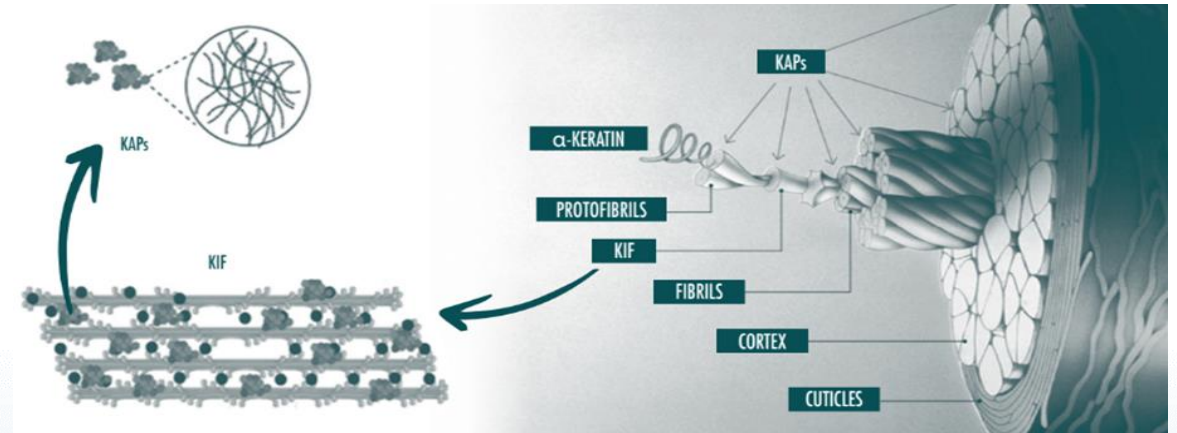 KAPs
KIF
KAPs
α-KERATIN
PROTOFIBRILS
KIF
FIBRILS
CORTEX
CUTICLES